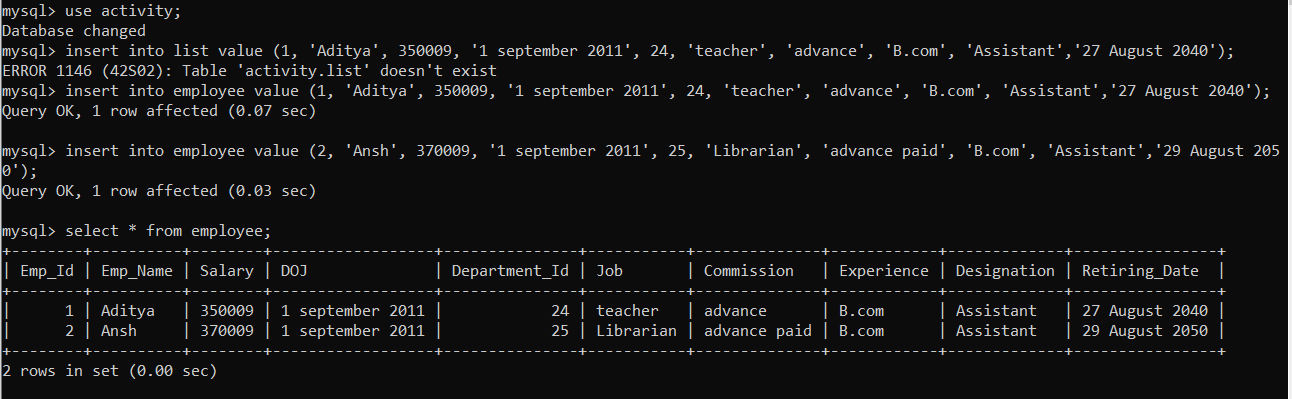 mysql> use activity;
Database changed
mysql> insert into list value (1, 'Aditya', 350009, '1 september 2011', 24, 'teacher', 'advance', 'B.com', 'Assistant','27 August 2040');
ERROR 1146 (42S02): Table 'activity.list' doesn't exist
mysql> insert into employee value (1, 'Aditya', 350009, '1 september 2011', 24, 'teacher', 'advance', 'B.com', 'Assistant','27 August 2040');
Query OK, 1 row affected (0.07 sec)

mysql> insert into employee value (2, 'Ansh', 370009, '1 september 2011', 25, 'Librarian', 'advance paid', 'B.com', 'Assistant','29 August 205
0');
Query OK, 1 row affected (0.03 sec)

mysql> select * from employee;
+--------+----------+--------+------------------+---------------+-----------+--------------+------------+-------------+----------------+
| Emp_Id | Emp_Name | Salary | DOJ              | Department_Id | Job       | Commission   | Experience | Designation | Retiring_Date  |
+--------+----------+--------+------------------+---------------+-----------+--------------+------------+-------------+----------------+
|      1 | Aditya   | 350009 | 1 september 2011 |            24 | teacher   | advance      | B.com      | Assistant   | 27 August 2040 |
|      2 | Ansh     | 370009 | 1 september 2011 |            25 | Librarian | advance paid | B.com      | Assistant   | 29 August 2050 |
+--------+----------+--------+------------------+---------------+-----------+--------------+------------+-------------+----------------+
2 rows in set (0.00 sec)